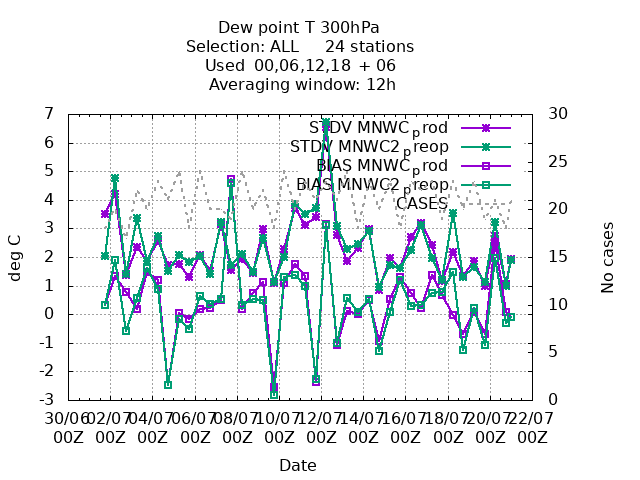 Dew point T 300hPa
Selection: ALL 24 stations
Used 00,06,12,18 + 06
Averaging window: 12h
STDV MNWC_prod
STDV MNWC2_preop
BIAS MNWC_prod
BIAS MNWC2_preop
CASES
deg C
7
6
5
4
3
2
1
0
-1
-2
-3
No cases
30
25
20
15
10
5
0
30/06 02/07 04/07 06/07 08/07 10/07 12/07 14/07 16/07 18/07 20/07 22/07
00Z 00Z 00Z 00Z 00Z 00Z 00Z 00Z 00Z 00Z 00Z 00Z
Date